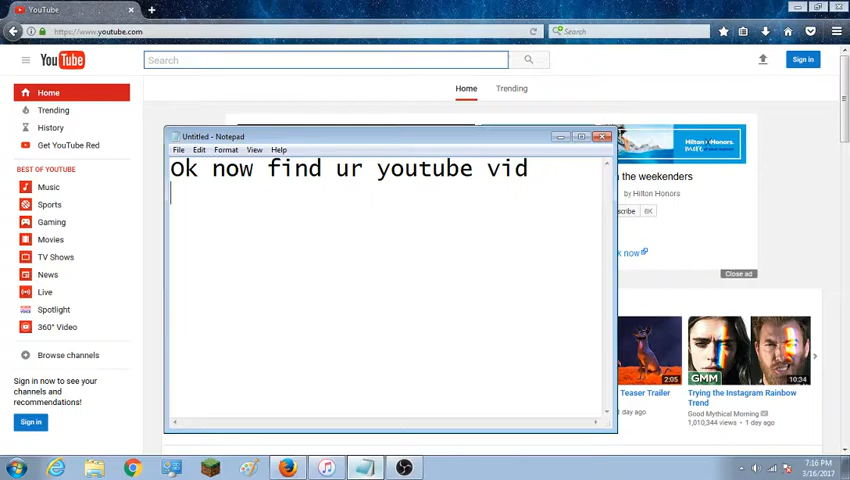 YouTube
https://www.youtube.com
Search
YouTube
Search
Sign in
Home
Trending
Home
Trending
History
Get YouTube Red
BEST OF YOUTUBE
Music
Sports
Gaming
Movies
TV Shows
News
Live
Spotlight
360° Video
Browse channels
Sign in now to see your
channels and
recommendations!
Sign in
Untitled - Notepad
File Edit Format View Help
Ok now find ur youtube vid
Hilton Honors
the weekenders
by Hilton Honors
6K
now
Close ad
2:05
GMM
10:34
Teaser Trailer
1 day ago
Trying the Instagram Rainbow
Trend
Good Mythical Morning
1,010,344 views • 1 day ago
7:16 PM
3/16/2017